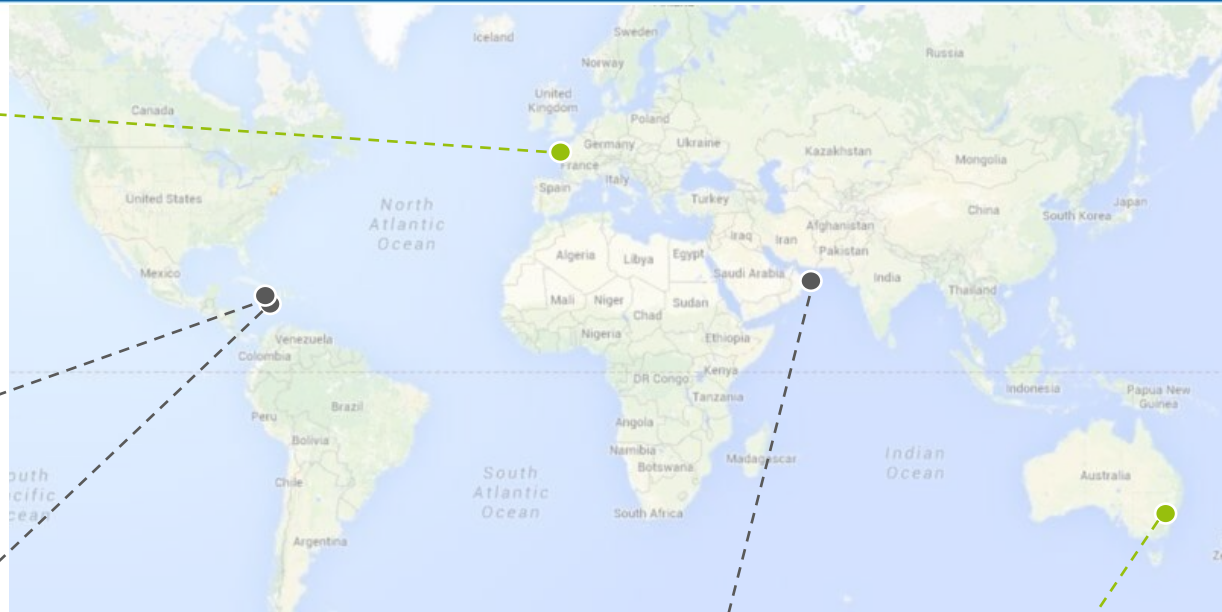 Iceland
Sweden
Norway
Russia
United
Kingdom
Canada
Poland
Germany
Ukraine
Kazakhstan
Mongolia
France
Italy
Spain
United States
Turkey
China
Japan
South Korea
North
Atlantic
Ocean
Afghanistan
Iraq
Iran
Pakistan
Algeria
Libya
Egypt
Mexico
Saudi Arabia
India
Thailand
Mali
Niger
Sudan
Chad
Nigeria
Ethiopia
Venezuela
Colombia
Kenya
DR Congo
Tanzania
Indonesia
Papua New
Guinea
Peru
Brazil
Angola
Bolivia
Namibia
Botswana
Madagascar
Indian
Ocean
Australia
South
Atlantic
Ocean
Chile
South Africa
Argentina
outh
cific
cean